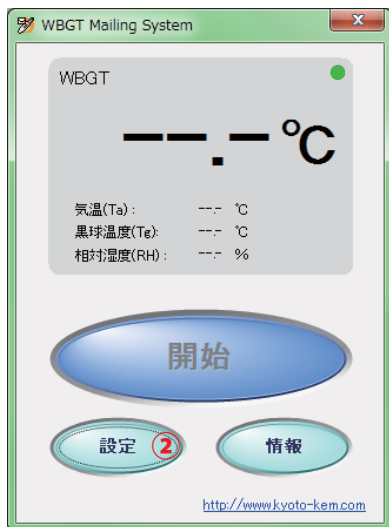 WBGT Mailing System
WBGT
--.-℃
気温(Ta) : --.- ℃
黒球温度(Tg): --.- ℃
相対湿度(RH) : --.- %
開始
設定 ② 情報
http://www.kyoto-kem.com